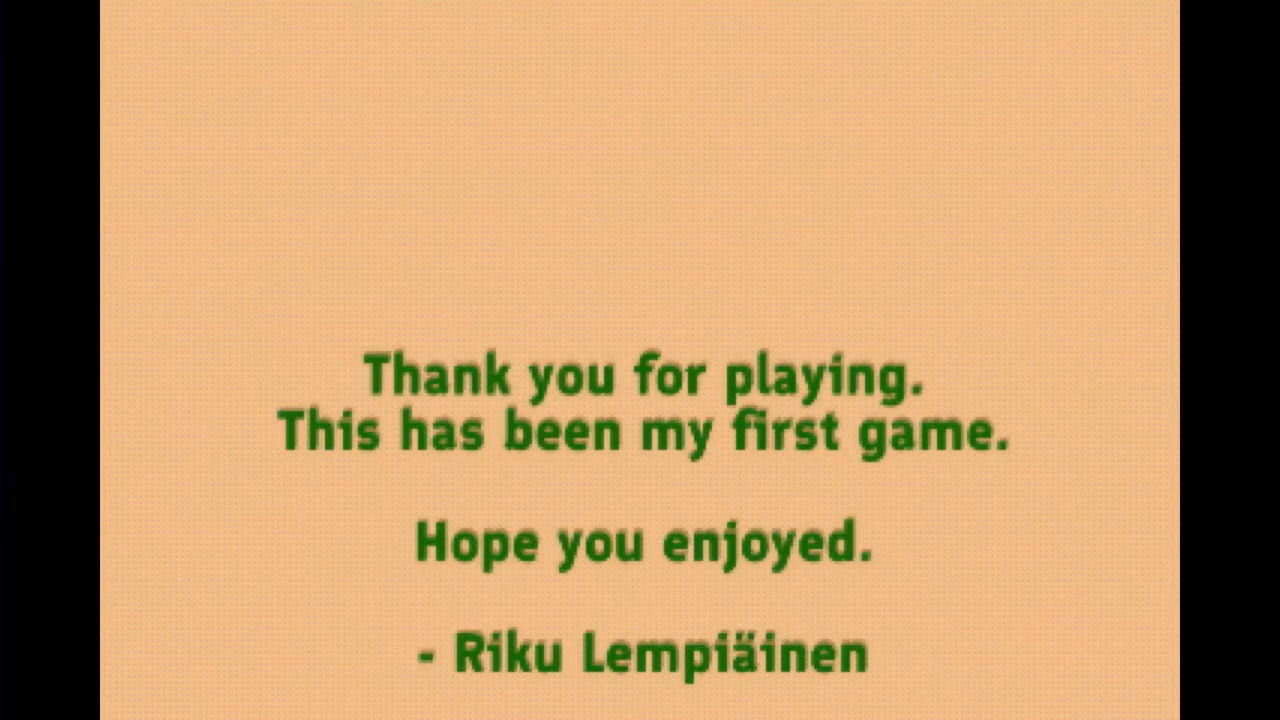 Thank you for playing.
This has been my first game.
Hope you enjoyed.
- Riku Lempiäinen